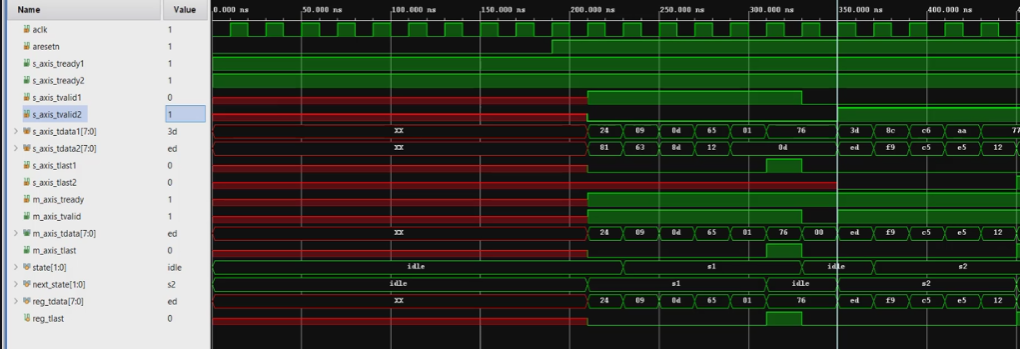 Name Value 0.000 ns 50.000 ns 100.000 ns 150.000 ns 200.000 ns 250.000 ns 300.000 ns 350.000 ns 400.000 ns
aclk 1
aresetn 1
s_axis_tready1 1
s_axis_tready2 1
s_axis_tvalid1 0
s_axis_tvalid2 1
s_axis_tdata1[7:0] 3d XX 24 09 0d 65 01 76 3d 8c c6 aa 77
s_axis_tdata2[7:0] ed XX 81 63 8d 12 0d ed f9 c5 e5 12
s_axis_tlast1 0
s_axis_tlast2 0
m_axis_tready 1
m_axis_tvalid 1
m_axis_tdata[7:0] ed XX 24 09 0d 65 01 76 00 ed f9 c5 e5 12
m_axis_tlast 0
state[1:0] idle idle s1 idle s2
next_state[1:0] s2 idle s1 idle s2
reg_tdata[7:0] ed XX 24 09 0d 65 01 76 ed f9 c5 e5 12
reg_tlast 0